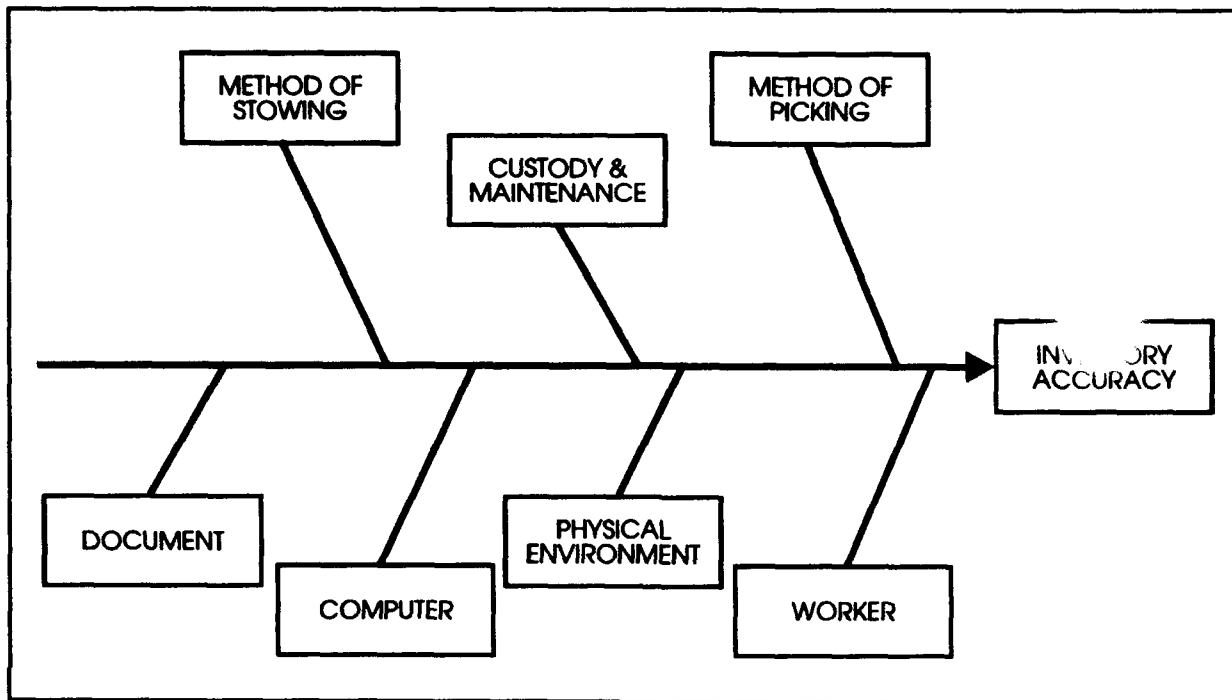 METHOD OF
STOWING
METHOD OF
PICKING
CUSTODY &
MAINTENANCE
ACCURACY
DOCUMENT
PHYSICAL
ENVIRONMENT
COMPUTER
WORKER